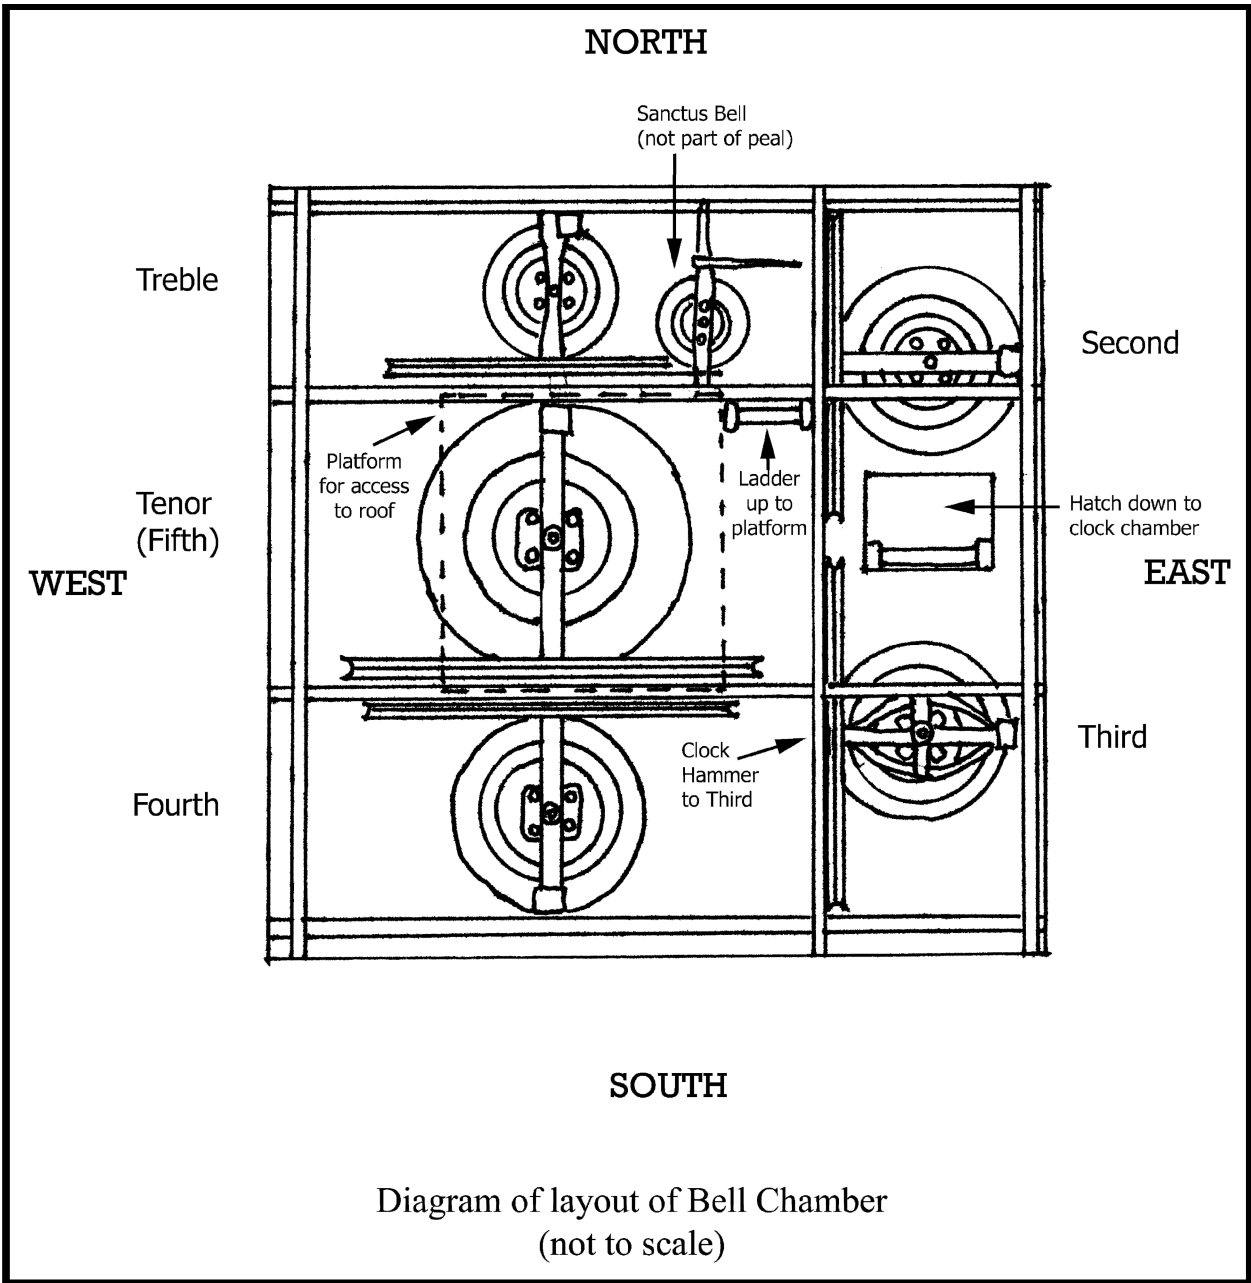 NORTH
Sanctus Bell
(not part of peal)
Treble
Second
Platform
for access
to roof
Ladder
up to
platform
Tenor
(Fifth)
Hatch down to
clock chamber
WEST
EAST
Clock
Hammer
to Third
Third
Fourth
SOUTH
Diagram of layout of Bell Chamber
(not to scale)